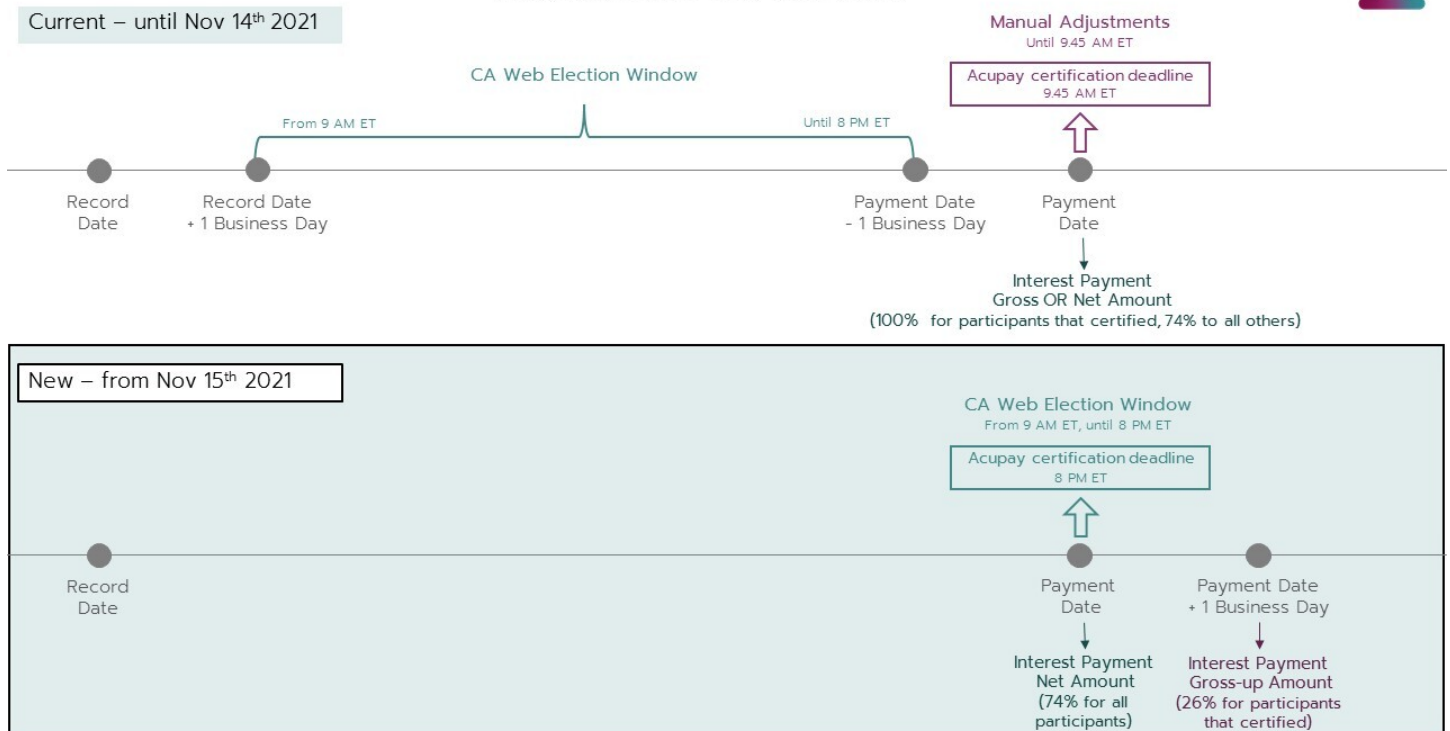 Current – until Nov 14th 2021
Manual Adjustments
Until 9.45 AM ET
CA Web Election Window
Acupay certification deadline
9.45 AM ET
From 9 AM ET
Until 8 PM ET
Record
Date
Record Date
+ 1 Business Day
Payment Date
- 1 Business Day
Payment
Date
Interest Payment
Gross OR Net Amount
(100% for participants that certified, 74% to all others)
New – from Nov 15th 2021
CA Web Election Window
From 9 AM ET, until 8 PM ET
Acupay certification deadline
8 PM ET
Record
Date
Payment
Date
Payment Date
+ 1 Business Day
Interest Payment
Net Amount
(74% for all
participants)
Interest Payment
Gross-up Amount
(26% for participants
that certified)